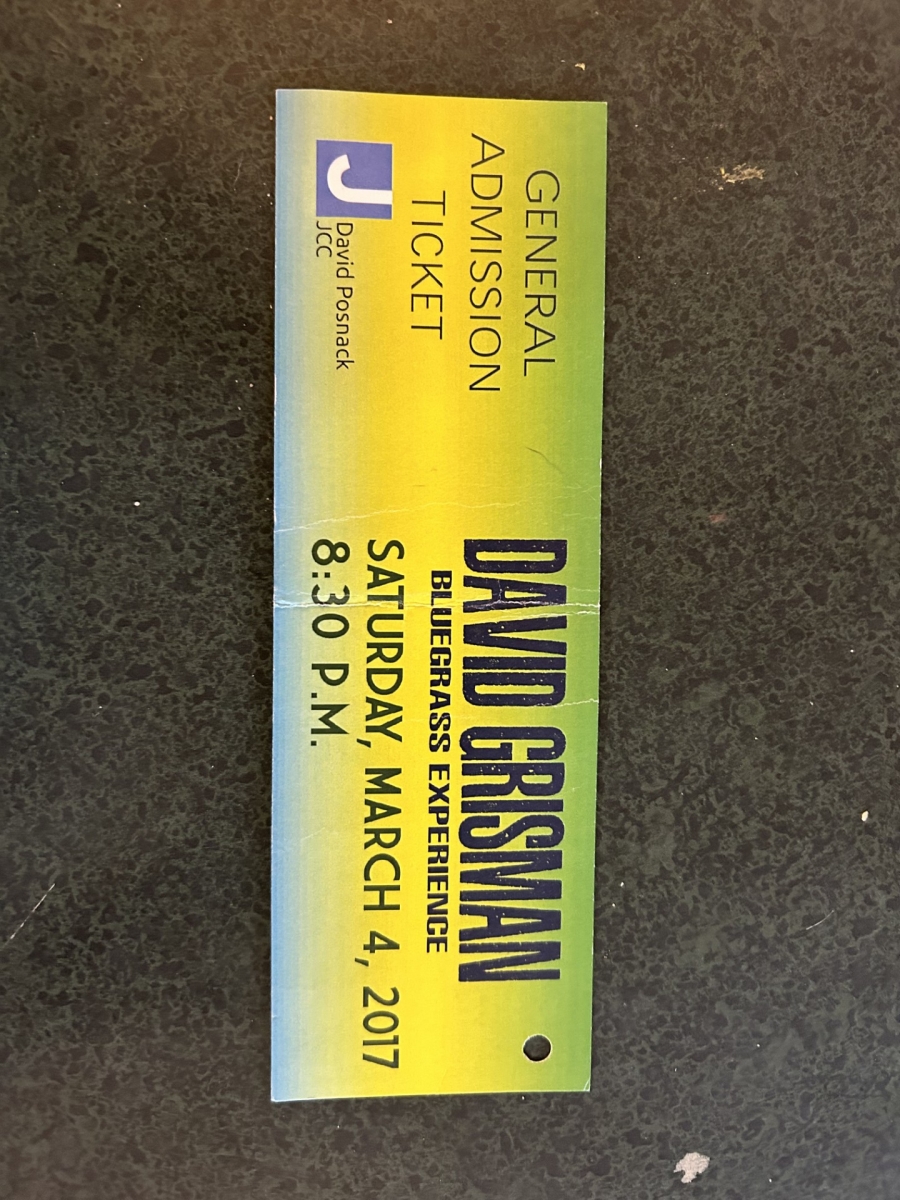 GENERAL
ADMISSION
TICKET
J
David Posnack
JCC
DAVID GRISMAN
BLUEGRASS EXPERIENCE
SATURDAY, MARCH 4, 2017
8:30 P.M.